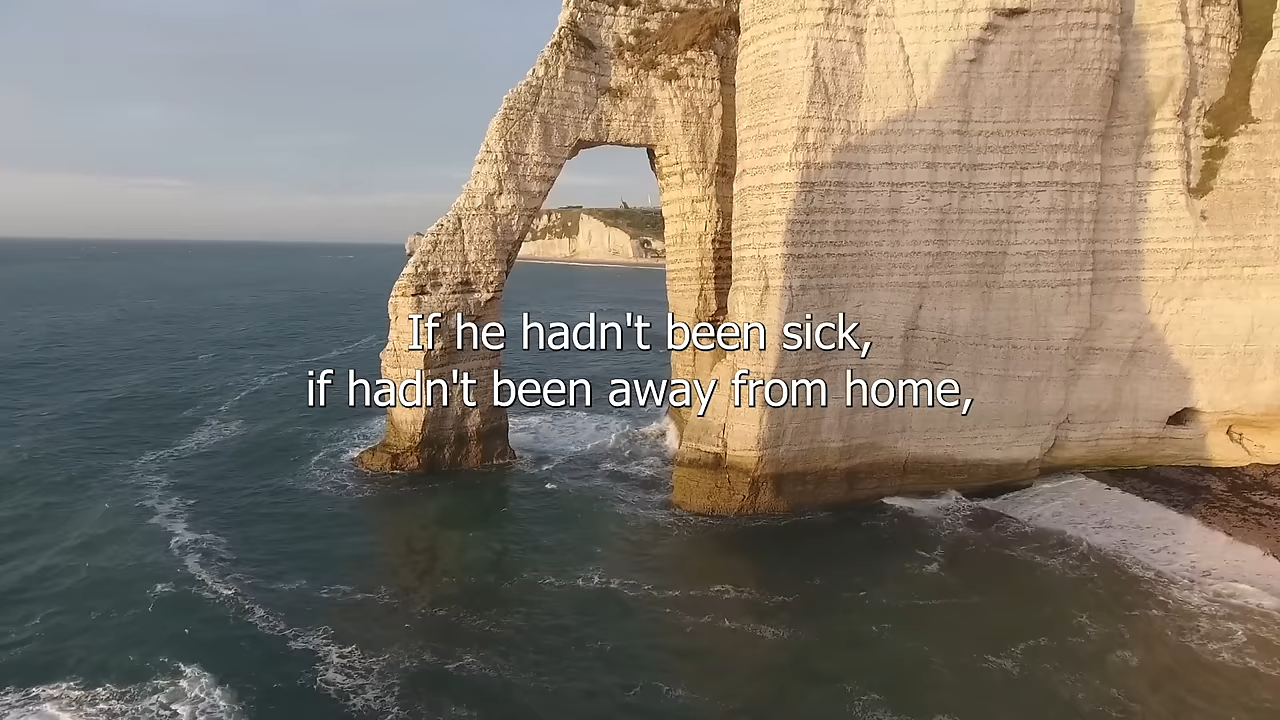 If he hadn't been sick,
if hadn't been away from home,